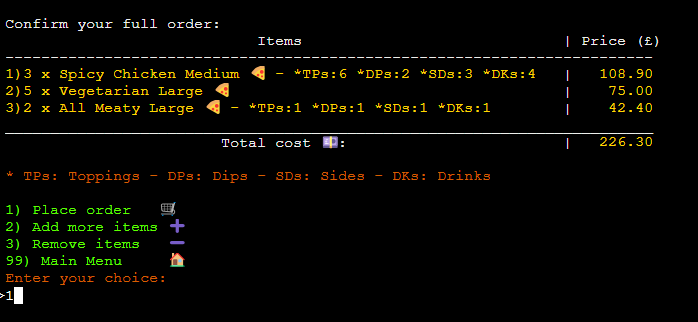 Confirm your full order:
Items | Price (£)
--------------------------------------------------------------------------------
1)3 x Spicy Chicken Medium 🍕 - *TPs:6 *DPs:2 *SDs:3 *DKs:4 | 108.90
2)5 x Vegetarian Large 🍕 | 75.00
3)2 x All Meaty Large 🍕 - *TPs:1 *DPs:1 *SDs:1 *DKs:1 | 42.40
________________________________________________________________________________
Total cost 💷: | 226.30
* TPs: Toppings - DPs: Dips - SDs: Sides - DKs: Drinks
1) Place order 🛒
2) Add more items ➕
3) Remove items ➖
99) Main Menu 🏠
Enter your choice:
>1